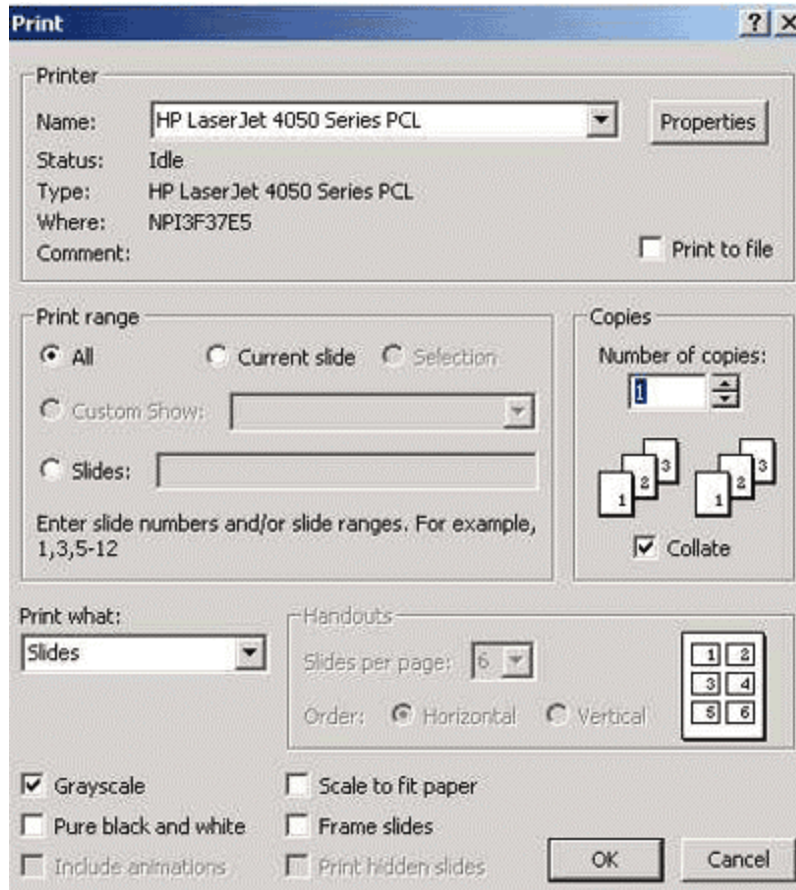 Print
Printer
Name: HP LaserJet 4050 Series PCL Properties
Status: Idle
Type: HP LaserJet 4050 Series PCL
Where: NPI3F37E5
Comment: Print to file
Print range
All Current slide Selection
Custom Show:
Slides:
Enter slide numbers and/or slide ranges. For example,
1,3,5-12
Copies
Number of copies:
1
1 2 3 1 2 3
Collate
Print what:
Slides
Handouts
Slides per page: 6
Order: Horizontal Vertical
1 2
3 4
5 6
Grayscale Scale to fit paper
Pure black and white Frame slides
Include animations Print hidden slides
OK Cancel